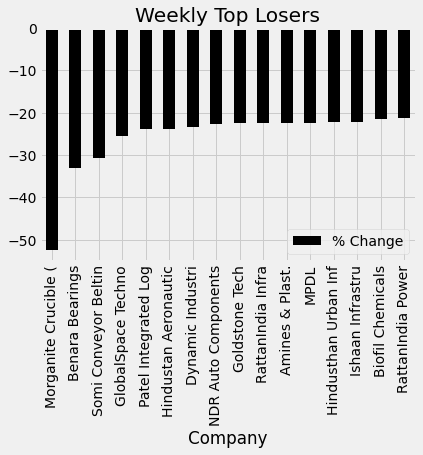 Weekly Top Losers
0
−10
−20
−30
−40
−50
% Change
Morganite Crucible (
Benara Bearings
Somi Conveyor Beltin
GlobalSpace Techno
Patel Integrated Log
Hindustan Aeronautic
Dynamic Industri
NDR Auto Components
Goldstone Tech
RattanIndia Infra
Amines & Plast.
MPDL
Hindusthan Urban Inf
Ishaan Infrastru
Biofil Chemicals
RattanIndia Power
Company